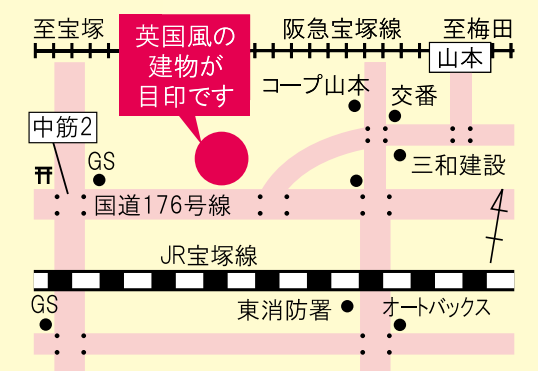 至宝塚
阪急宝塚線
至梅田
英国風の
建物が
目印です
山本
コープ山本
交番
中筋2
GS
三和建設
国道176号線
JR宝塚線
GS
東消防署
オートバックス